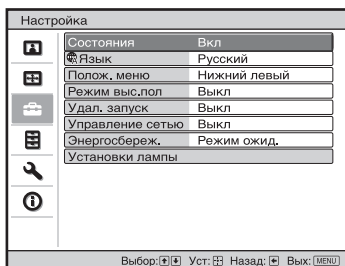 Настройка
Состояния Вкл
Язык Русский
Полож. меню Нижний левый
Режим выс.пол Выкл
Удал. запуск Выкл
Управление сетью Выкл
Энергосбереж. Режим ожид.
Установки лампы
Выбор: Уст: Назад: Вых: MENU